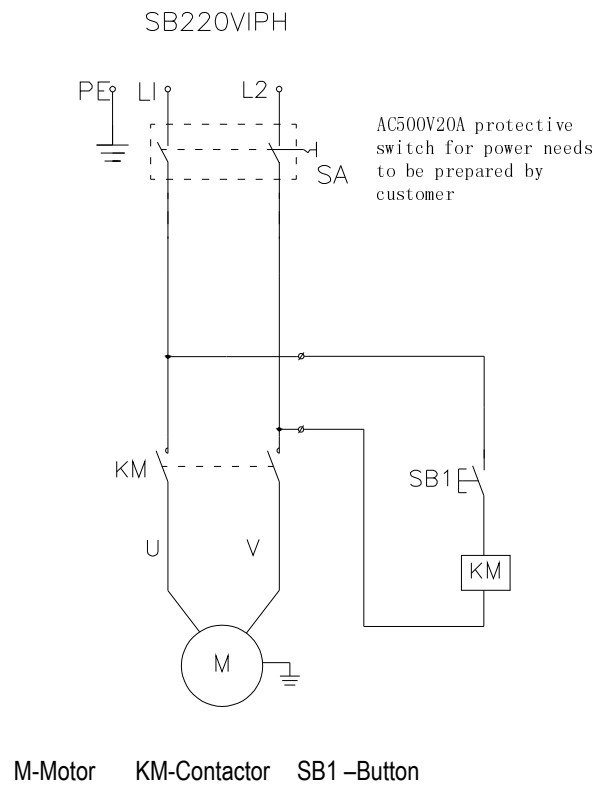 SB220VIPH
PE L1 L2
AC500V20A protective
switch for power needs
to be prepared by
customer
SA
KM
SB1
U V
KM
M
M-Motor KM-Contactor SB1 –Button